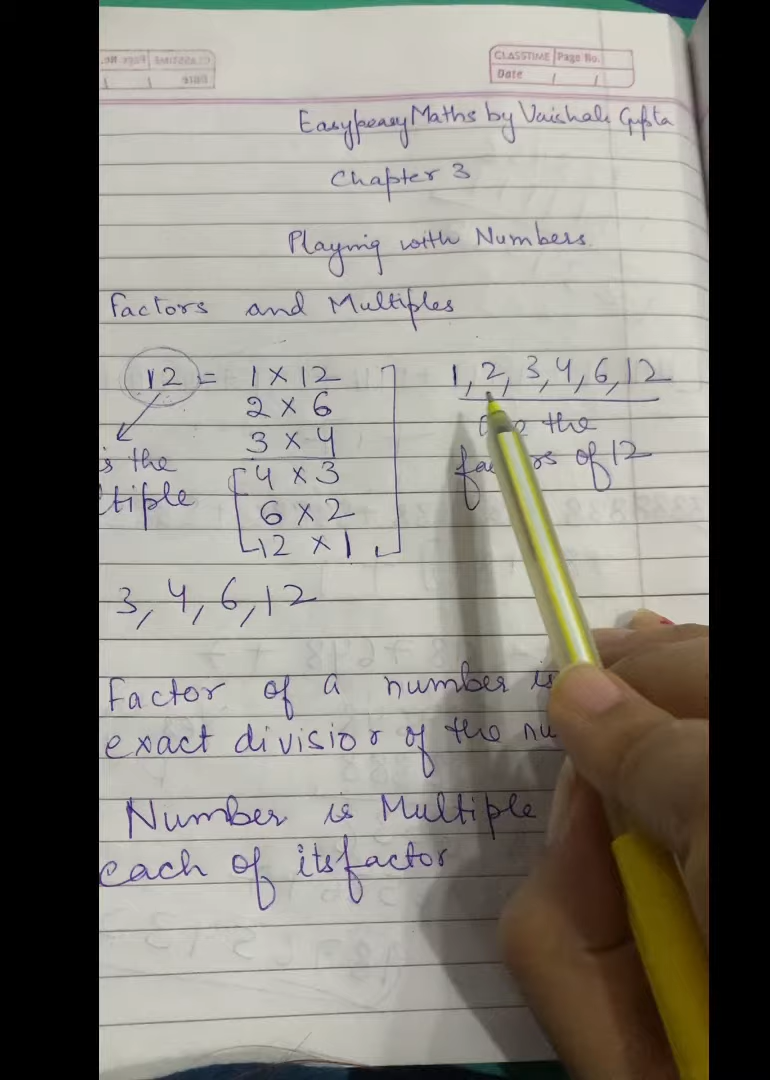 CLASSTIME Page No.
Date / /
Easypeasy Maths by Vaishali Gupta
Chapter 3
Playing with Numbers
Factors and Multiples
12 = 1 × 12
2 × 6
3 × 4
4 × 3
6 × 2
12 × 1
1, 2, 3, 4, 6, 12
the
of 12
s the
tiple
3, 4, 6, 12
Factor of a number is
exact divisior of the nu
Number is Multiple
each of its factor